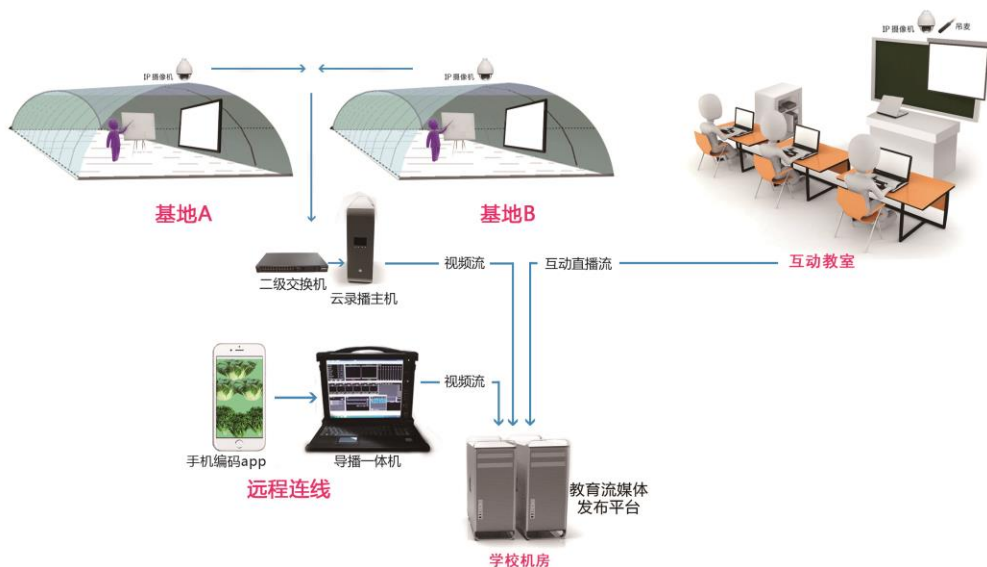 IP摄像机
吊麦
IP摄像机
IP摄像机
基地A
基地B
互动教室
视频流
互动直播流
二级交换机
云录播主机
视频流
手机编码app
导播一体机
远程连线
教育流媒体
发布平台
学校机房